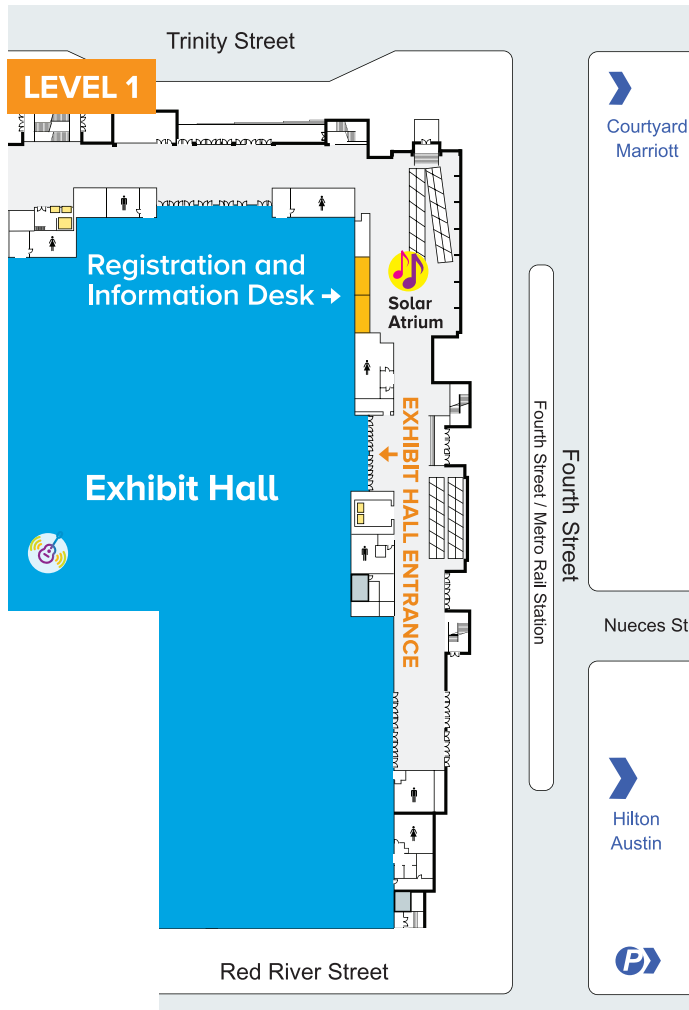 Trinity Street
LEVEL 1
Courtyard
Marriott
Registration and
Information Desk →
Solar
Atrium
EXHIBIT HALL ENTRANCE
Fourth Street / Metro Rail Station
Fourth Street
Exhibit Hall
Nueces St
Hilton
Austin
P
Red River Street